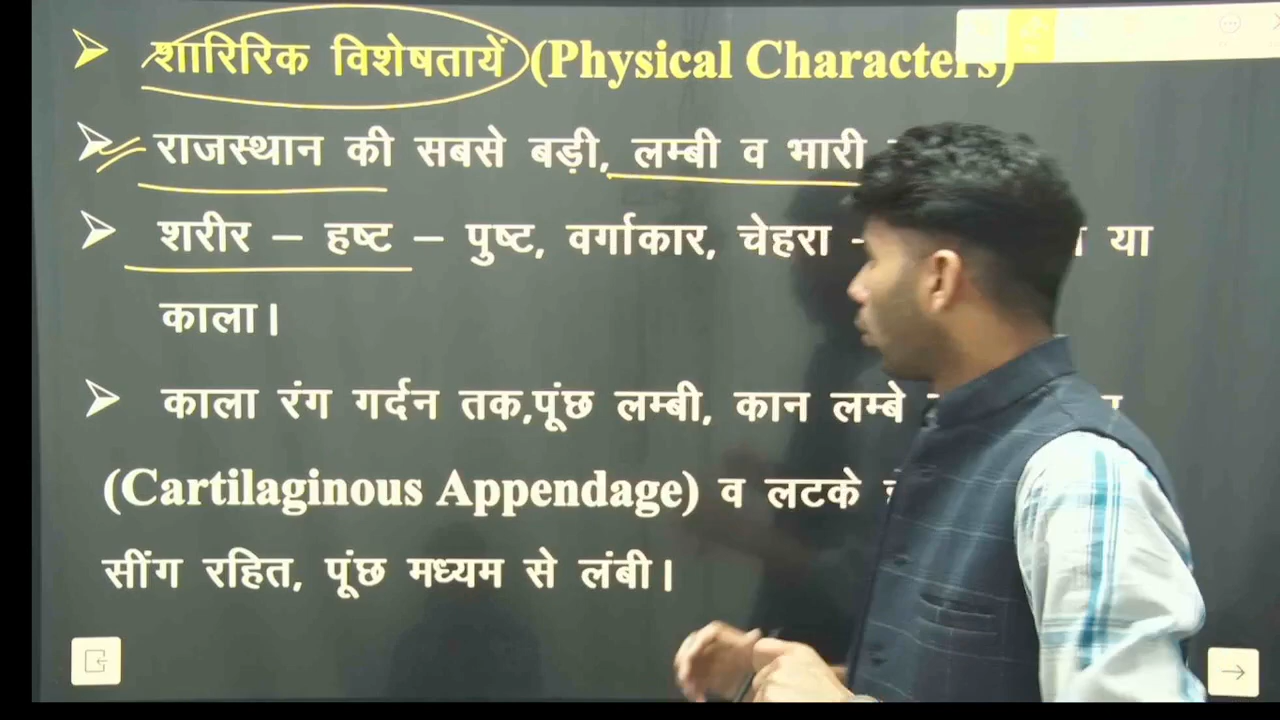 शारिरिक विशेषतायें (Physical Characters)
राजस्थान की सबसे बड़ी, लम्बी व भारी
शरीर – हष्ट – पुष्ट, वर्गाकार, चेहरा - या
काला।
काला रंग गर्दन तक,पूंछ लम्बी, कान लम्बे
(Cartilaginous Appendage) व लटके
सींग रहित, पूंछ मध्यम से लंबी।